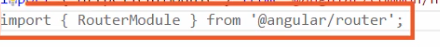 import { RouterModule } from '@angular/router';